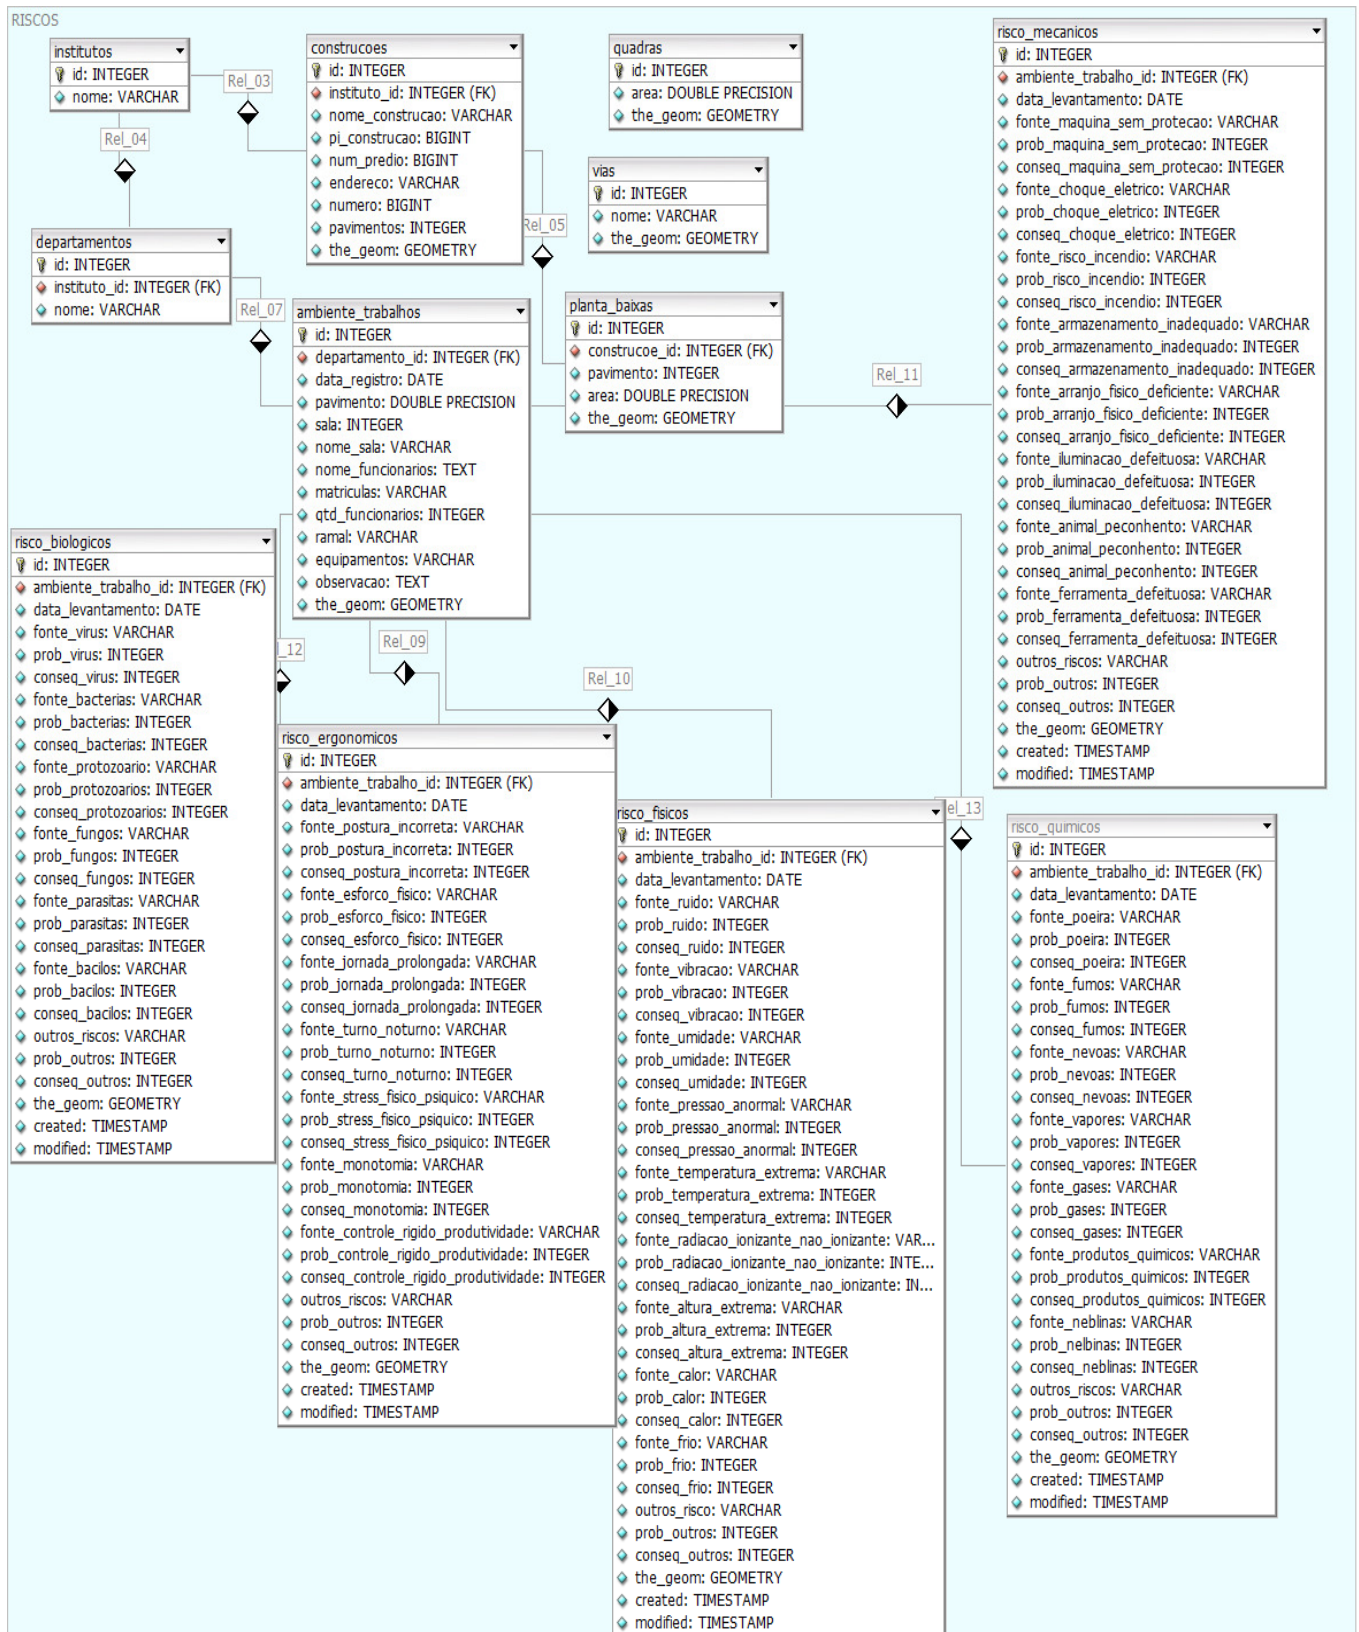 RISCOS
institutos
id: INTEGER
nome: VARCHAR
Rel_03
Rel_04
construcoes
id: INTEGER
instituto_id: INTEGER (FK)
nome_construcao: VARCHAR
pi_construcao: BIGINT
num_predio: BIGINT
endereco: VARCHAR
numero: BIGINT
pavimentos: INTEGER
the_geom: GEOMETRY
quadras
id: INTEGER
area: DOUBLE PRECISION
the_geom: GEOMETRY
vias
id: INTEGER
nome: VARCHAR
the_geom: GEOMETRY
Rel_05
departamentos
id: INTEGER
instituto_id: INTEGER (FK)
nome: VARCHAR
Rel_07
ambiente_trabalhos
id: INTEGER
departamento_id: INTEGER (FK)
data_registro: DATE
pavimento: DOUBLE PRECISION
sala: INTEGER
nome_sala: VARCHAR
nome_funcionarios: TEXT
matriculas: VARCHAR
qtd_funcionarios: INTEGER
ramal: VARCHAR
equipamentos: VARCHAR
observacao: TEXT
the_geom: GEOMETRY
planta_baixas
id: INTEGER
construcoe_id: INTEGER (FK)
pavimento: INTEGER
area: DOUBLE PRECISION
the_geom: GEOMETRY
Rel_11
risco_mecanicos
id: INTEGER
ambiente_trabalho_id: INTEGER (FK)
data_levantamento: DATE
fonte_maquina_sem_protecao: VARCHAR
prob_maquina_sem_protecao: INTEGER
conseq_maquina_sem_protecao: INTEGER
fonte_choque_eletrico: VARCHAR
prob_choque_eletrico: INTEGER
conseq_choque_eletrico: INTEGER
fonte_risco_incendio: VARCHAR
prob_risco_incendio: INTEGER
conseq_risco_incendio: INTEGER
fonte_armazenamento_inadequado: VARCHAR
prob_armazenamento_inadequado: INTEGER
conseq_armazenamento_inadequado: INTEGER
fonte_arranjo_fisico_deficiente: VARCHAR
prob_arranjo_fisico_deficiente: INTEGER
conseq_arranjo_fisico_deficiente: INTEGER
fonte_iluminacao_defeituosa: VARCHAR
prob_iluminacao_defeituosa: INTEGER
conseq_iluminacao_defeituosa: INTEGER
fonte_animal_peconhento: VARCHAR
prob_animal_peconhento: INTEGER
conseq_animal_peconhento: INTEGER
fonte_ferramenta_defeituosa: VARCHAR
prob_ferramenta_defeituosa: INTEGER
conseq_ferramenta_defeituosa: INTEGER
outros_riscos: VARCHAR
prob_outros: INTEGER
conseq_outros: INTEGER
the_geom: GEOMETRY
created: TIMESTAMP
modified: TIMESTAMP
risco_biologicos
id: INTEGER
ambiente_trabalho_id: INTEGER (FK)
data_levantamento: DATE
fonte_virus: VARCHAR
prob_virus: INTEGER
conseq_virus: INTEGER
fonte_bacterias: VARCHAR
prob_bacterias: INTEGER
conseq_bacterias: INTEGER
fonte_protozoario: VARCHAR
prob_protozoarios: INTEGER
conseq_protozoarios: INTEGER
fonte_fungos: VARCHAR
prob_fungos: INTEGER
conseq_fungos: INTEGER
fonte_parasitas: VARCHAR
prob_parasitas: INTEGER
conseq_parasitas: INTEGER
fonte_bacilos: VARCHAR
prob_bacilos: INTEGER
conseq_bacilos: INTEGER
outros_riscos: VARCHAR
prob_outros: INTEGER
conseq_outros: INTEGER
the_geom: GEOMETRY
created: TIMESTAMP
modified: TIMESTAMP
l_12
Rel_09
Rel_10
risco_ergonomicos
id: INTEGER
ambiente_trabalho_id: INTEGER (FK)
data_levantamento: DATE
fonte_postura_incorreta: VARCHAR
prob_postura_incorreta: INTEGER
conseq_postura_incorreta: INTEGER
fonte_esforco_fisico: VARCHAR
prob_esforco_fisico: INTEGER
conseq_esforco_fisico: INTEGER
fonte_jornada_prolongada: VARCHAR
prob_jornada_prolongada: INTEGER
conseq_jornada_prolongada: INTEGER
fonte_turno_noturno: VARCHAR
prob_turno_noturno: INTEGER
conseq_turno_noturno: INTEGER
fonte_stress_fisico_psiquico: VARCHAR
prob_stress_fisico_psiquico: INTEGER
conseq_stress_fisico_psiquico: INTEGER
fonte_monotomia: VARCHAR
prob_monotomia: INTEGER
conseq_monotomia: INTEGER
fonte_controle_rigido_produtividade: VARCHAR
prob_controle_rigido_produtividade: INTEGER
conseq_controle_rigido_produtividade: INTEGER
outros_riscos: VARCHAR
prob_outros: INTEGER
conseq_outros: INTEGER
the_geom: GEOMETRY
created: TIMESTAMP
modified: TIMESTAMP
risco_fisicos
id: INTEGER
ambiente_trabalho_id: INTEGER (FK)
data_levantamento: DATE
fonte_ruido: VARCHAR
prob_ruido: INTEGER
conseq_ruido: INTEGER
fonte_vibracao: VARCHAR
prob_vibracao: INTEGER
conseq_vibracao: INTEGER
fonte_umidade: VARCHAR
prob_umidade: INTEGER
conseq_umidade: INTEGER
fonte_pressao_anormal: VARCHAR
prob_pressao_anormal: INTEGER
conseq_pressao_anormal: INTEGER
fonte_temperatura_extrema: VARCHAR
prob_temperatura_extrema: INTEGER
conseq_temperatura_extrema: INTEGER
fonte_radiacao_ionizante_nao_ionizante: VAR...
prob_radiacao_ionizante_nao_ionizante: INTE...
conseq_radiacao_ionizante_nao_ionizante: IN...
fonte_altura_extrema: VARCHAR
prob_altura_extrema: INTEGER
conseq_altura_extrema: INTEGER
fonte_calor: VARCHAR
prob_calor: INTEGER
conseq_calor: INTEGER
fonte_frio: VARCHAR
prob_frio: INTEGER
conseq_frio: INTEGER
outros_risco: VARCHAR
prob_outros: INTEGER
conseq_outros: INTEGER
the_geom: GEOMETRY
created: TIMESTAMP
modified: TIMESTAMP
el_13
risco_quimicos
id: INTEGER
ambiente_trabalho_id: INTEGER (FK)
data_levantamento: DATE
fonte_poeira: VARCHAR
prob_poeira: INTEGER
conseq_poeira: INTEGER
fonte_fumos: VARCHAR
prob_fumos: INTEGER
conseq_fumos: INTEGER
fonte_nevoas: VARCHAR
prob_nevoas: INTEGER
conseq_nevoas: INTEGER
fonte_vapores: VARCHAR
prob_vapores: INTEGER
conseq_vapores: INTEGER
fonte_gases: VARCHAR
prob_gases: INTEGER
conseq_gases: INTEGER
fonte_produtos_quimicos: VARCHAR
prob_produtos_quimicos: INTEGER
conseq_produtos_quimicos: INTEGER
fonte_neblinas: VARCHAR
prob_nelbinas: INTEGER
conseq_neblinas: INTEGER
outros_riscos: VARCHAR
prob_outros: INTEGER
conseq_outros: INTEGER
the_geom: GEOMETRY
created: TIMESTAMP
modified: TIMESTAMP